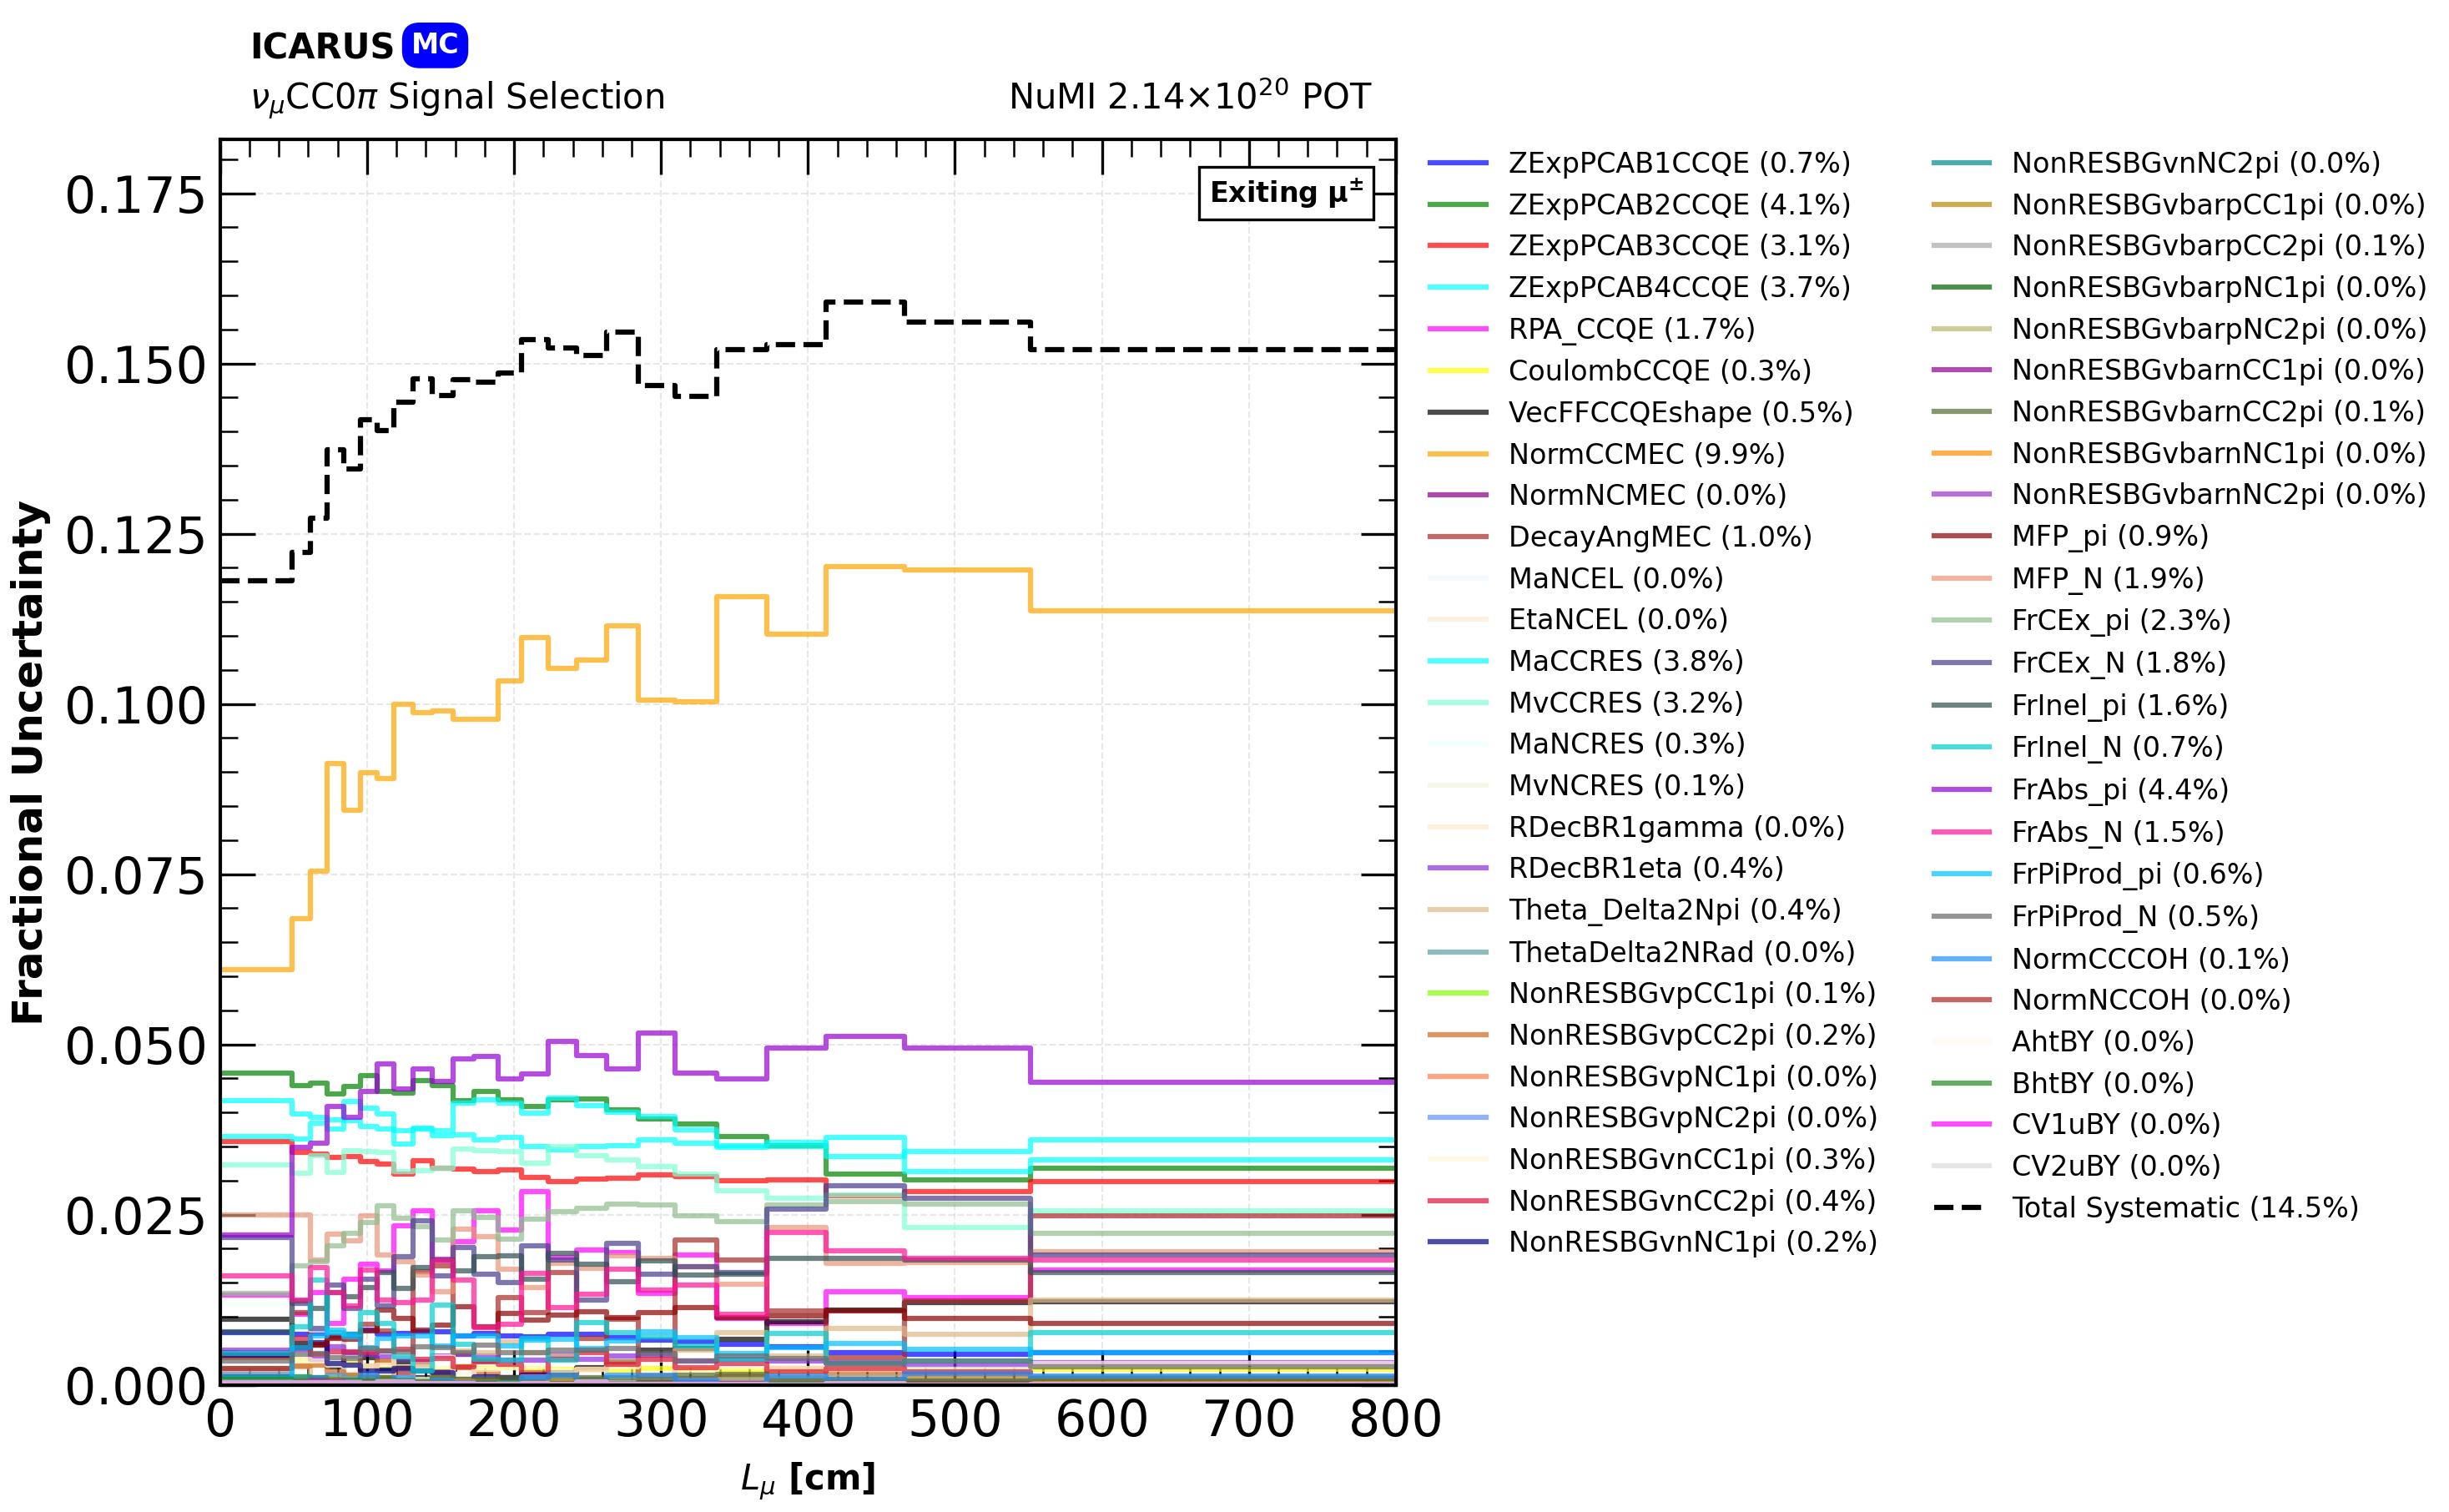 ICARUS MC
νμCC0π Signal Selection
NuMI 2.14×10²⁰ POT
Exiting μ±
Fractional Uncertainty
0.175
0.150
0.125
0.100
0.075
0.050
0.025
0.000
0 100 200 300 400 500 600 700 800
Lμ [cm]
ZExpPCAB1CCQE (0.7%)
ZExpPCAB2CCQE (4.1%)
ZExpPCAB3CCQE (3.1%)
ZExpPCAB4CCQE (3.7%)
RPA_CCQE (1.7%)
CoulombCCQE (0.3%)
VecFFCCQEshape (0.5%)
NormCCMEC (9.9%)
NormNCMEC (0.0%)
DecayAngMEC (1.0%)
MaNCEL (0.0%)
EtaNCEL (0.0%)
MaCCRES (3.8%)
MvCCRES (3.2%)
MaNCRES (0.3%)
MvNCRES (0.1%)
RDecBR1gamma (0.0%)
RDecBR1eta (0.4%)
Theta_Delta2Npi (0.4%)
ThetaDelta2NRad (0.0%)
NonRESBGvpCC1pi (0.1%)
NonRESBGvpCC2pi (0.2%)
NonRESBGvpNC1pi (0.0%)
NonRESBGvpNC2pi (0.0%)
NonRESBGvnCC1pi (0.3%)
NonRESBGvnCC2pi (0.4%)
NonRESBGvnNC1pi (0.2%)
NonRESBGvnNC2pi (0.0%)
NonRESBGvbarpCC1pi (0.0%)
NonRESBGvbarpCC2pi (0.1%)
NonRESBGvbarpNC1pi (0.0%)
NonRESBGvbarpNC2pi (0.0%)
NonRESBGvbarnCC1pi (0.0%)
NonRESBGvbarnCC2pi (0.1%)
NonRESBGvbarnNC1pi (0.0%)
NonRESBGvbarnNC2pi (0.0%)
MFP_pi (0.9%)
MFP_N (1.9%)
FrCEx_pi (2.3%)
FrCEx_N (1.8%)
FrInel_pi (1.6%)
FrInel_N (0.7%)
FrAbs_pi (4.4%)
FrAbs_N (1.5%)
FrPiProd_pi (0.6%)
FrPiProd_N (0.5%)
NormCCCOH (0.1%)
NormNCCOH (0.0%)
AhtBY (0.0%)
BhtBY (0.0%)
CV1uBY (0.0%)
CV2uBY (0.0%)
Total Systematic (14.5%)